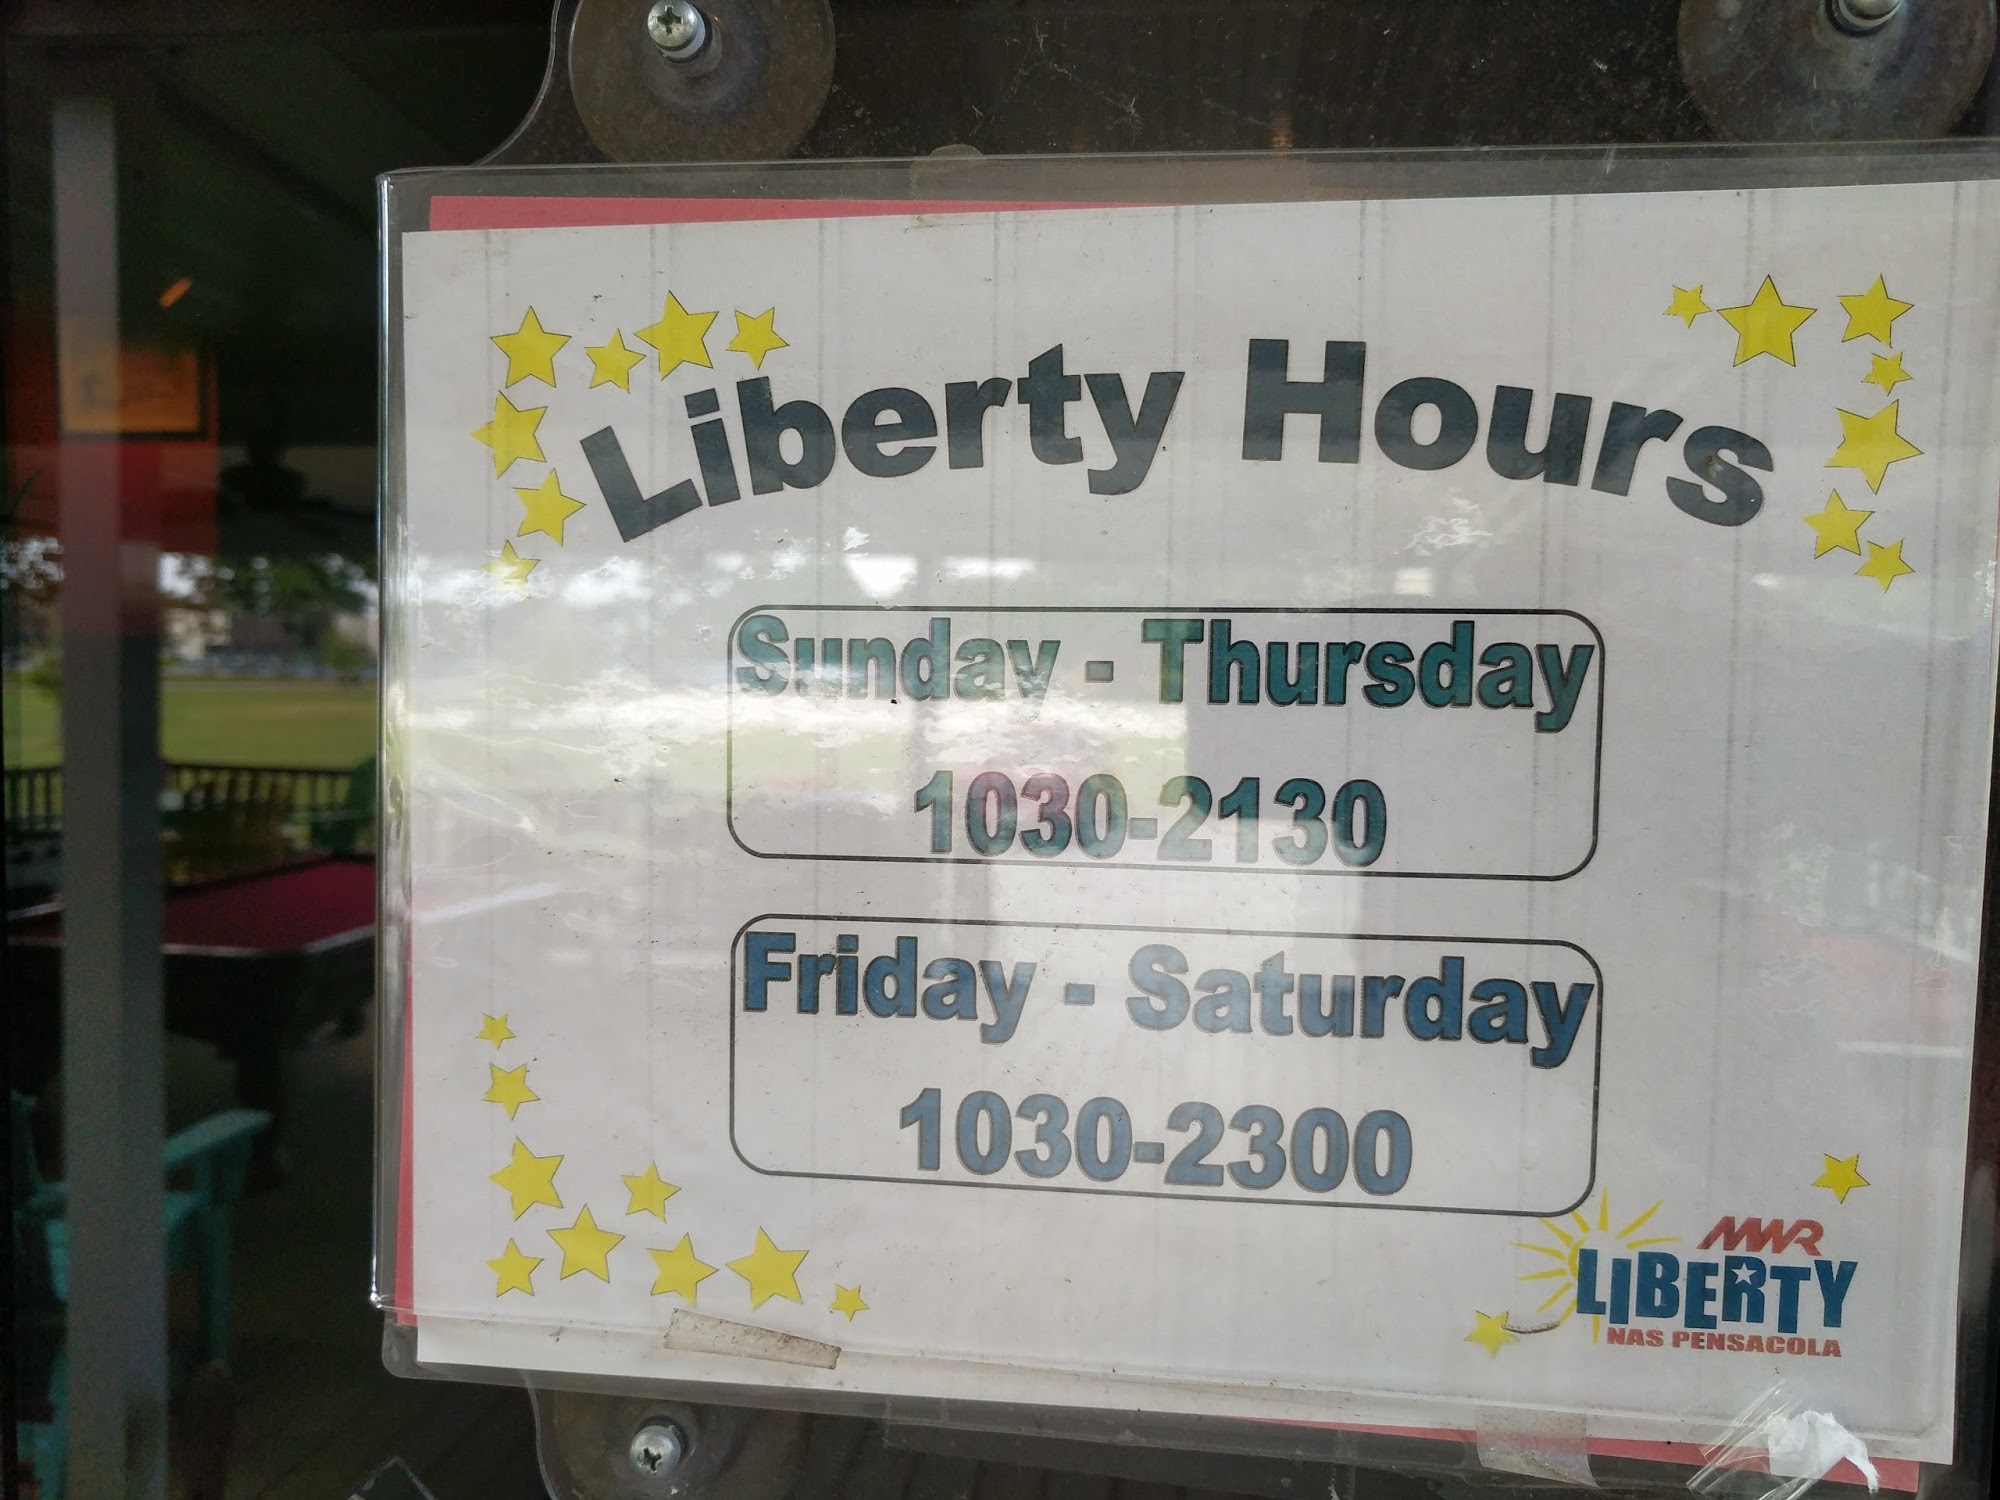 Liberty Hours
Sunday - Thursday
1030-2130
Friday - Saturday
1030-2300
MWR
LIBERTY
NAS PENSACOLA